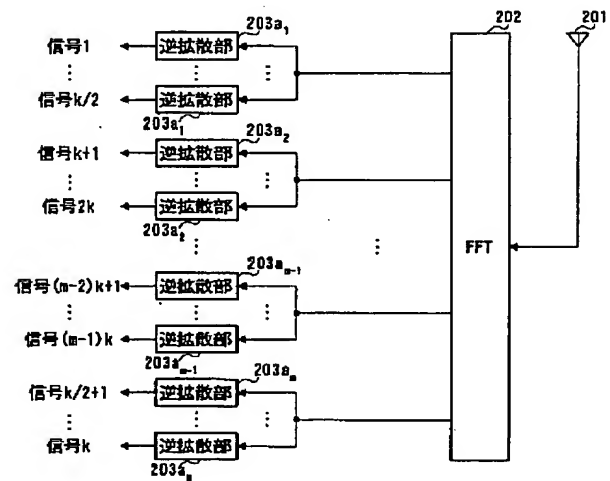 202
201
203a₁
信号1
逆拡散部
⋮ ⋮ ⋮
信号k/2
逆拡散部
203a₁
203a₂
信号k+1
逆拡散部
⋮ ⋮ ⋮
信号2k
逆拡散部
203a₂
⋮ ⋮
FFT
203aₘ₋₁
信号(m-2)k+1
逆拡散部
⋮ ⋮ ⋮
信号(m-1)k
逆拡散部
203aₘ₋₁
203aₘ
信号k/2+1
逆拡散部
⋮ ⋮ ⋮
信号k
逆拡散部
203aₘ